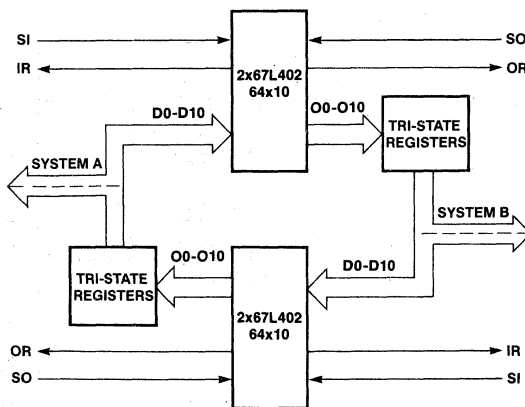 SI
SO
IR
OR
2x67L402
64x10
D0-D10
O0-O10
TRI-STATE
REGISTERS
SYSTEM A
SYSTEM B
O0-O10
D0-D10
TRI-STATE
REGISTERS
2x67L402
64x10
OR
IR
SO
SI